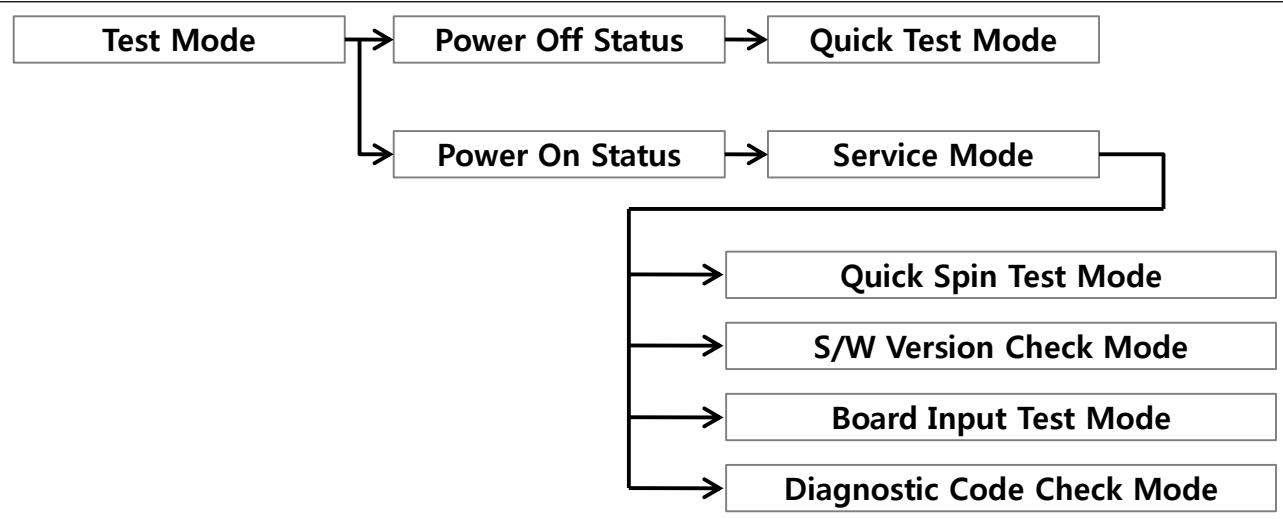 Test Mode
Power Off Status
Quick Test Mode
Power On Status
Service Mode
Quick Spin Test Mode
S/W Version Check Mode
Board Input Test Mode
Diagnostic Code Check Mode